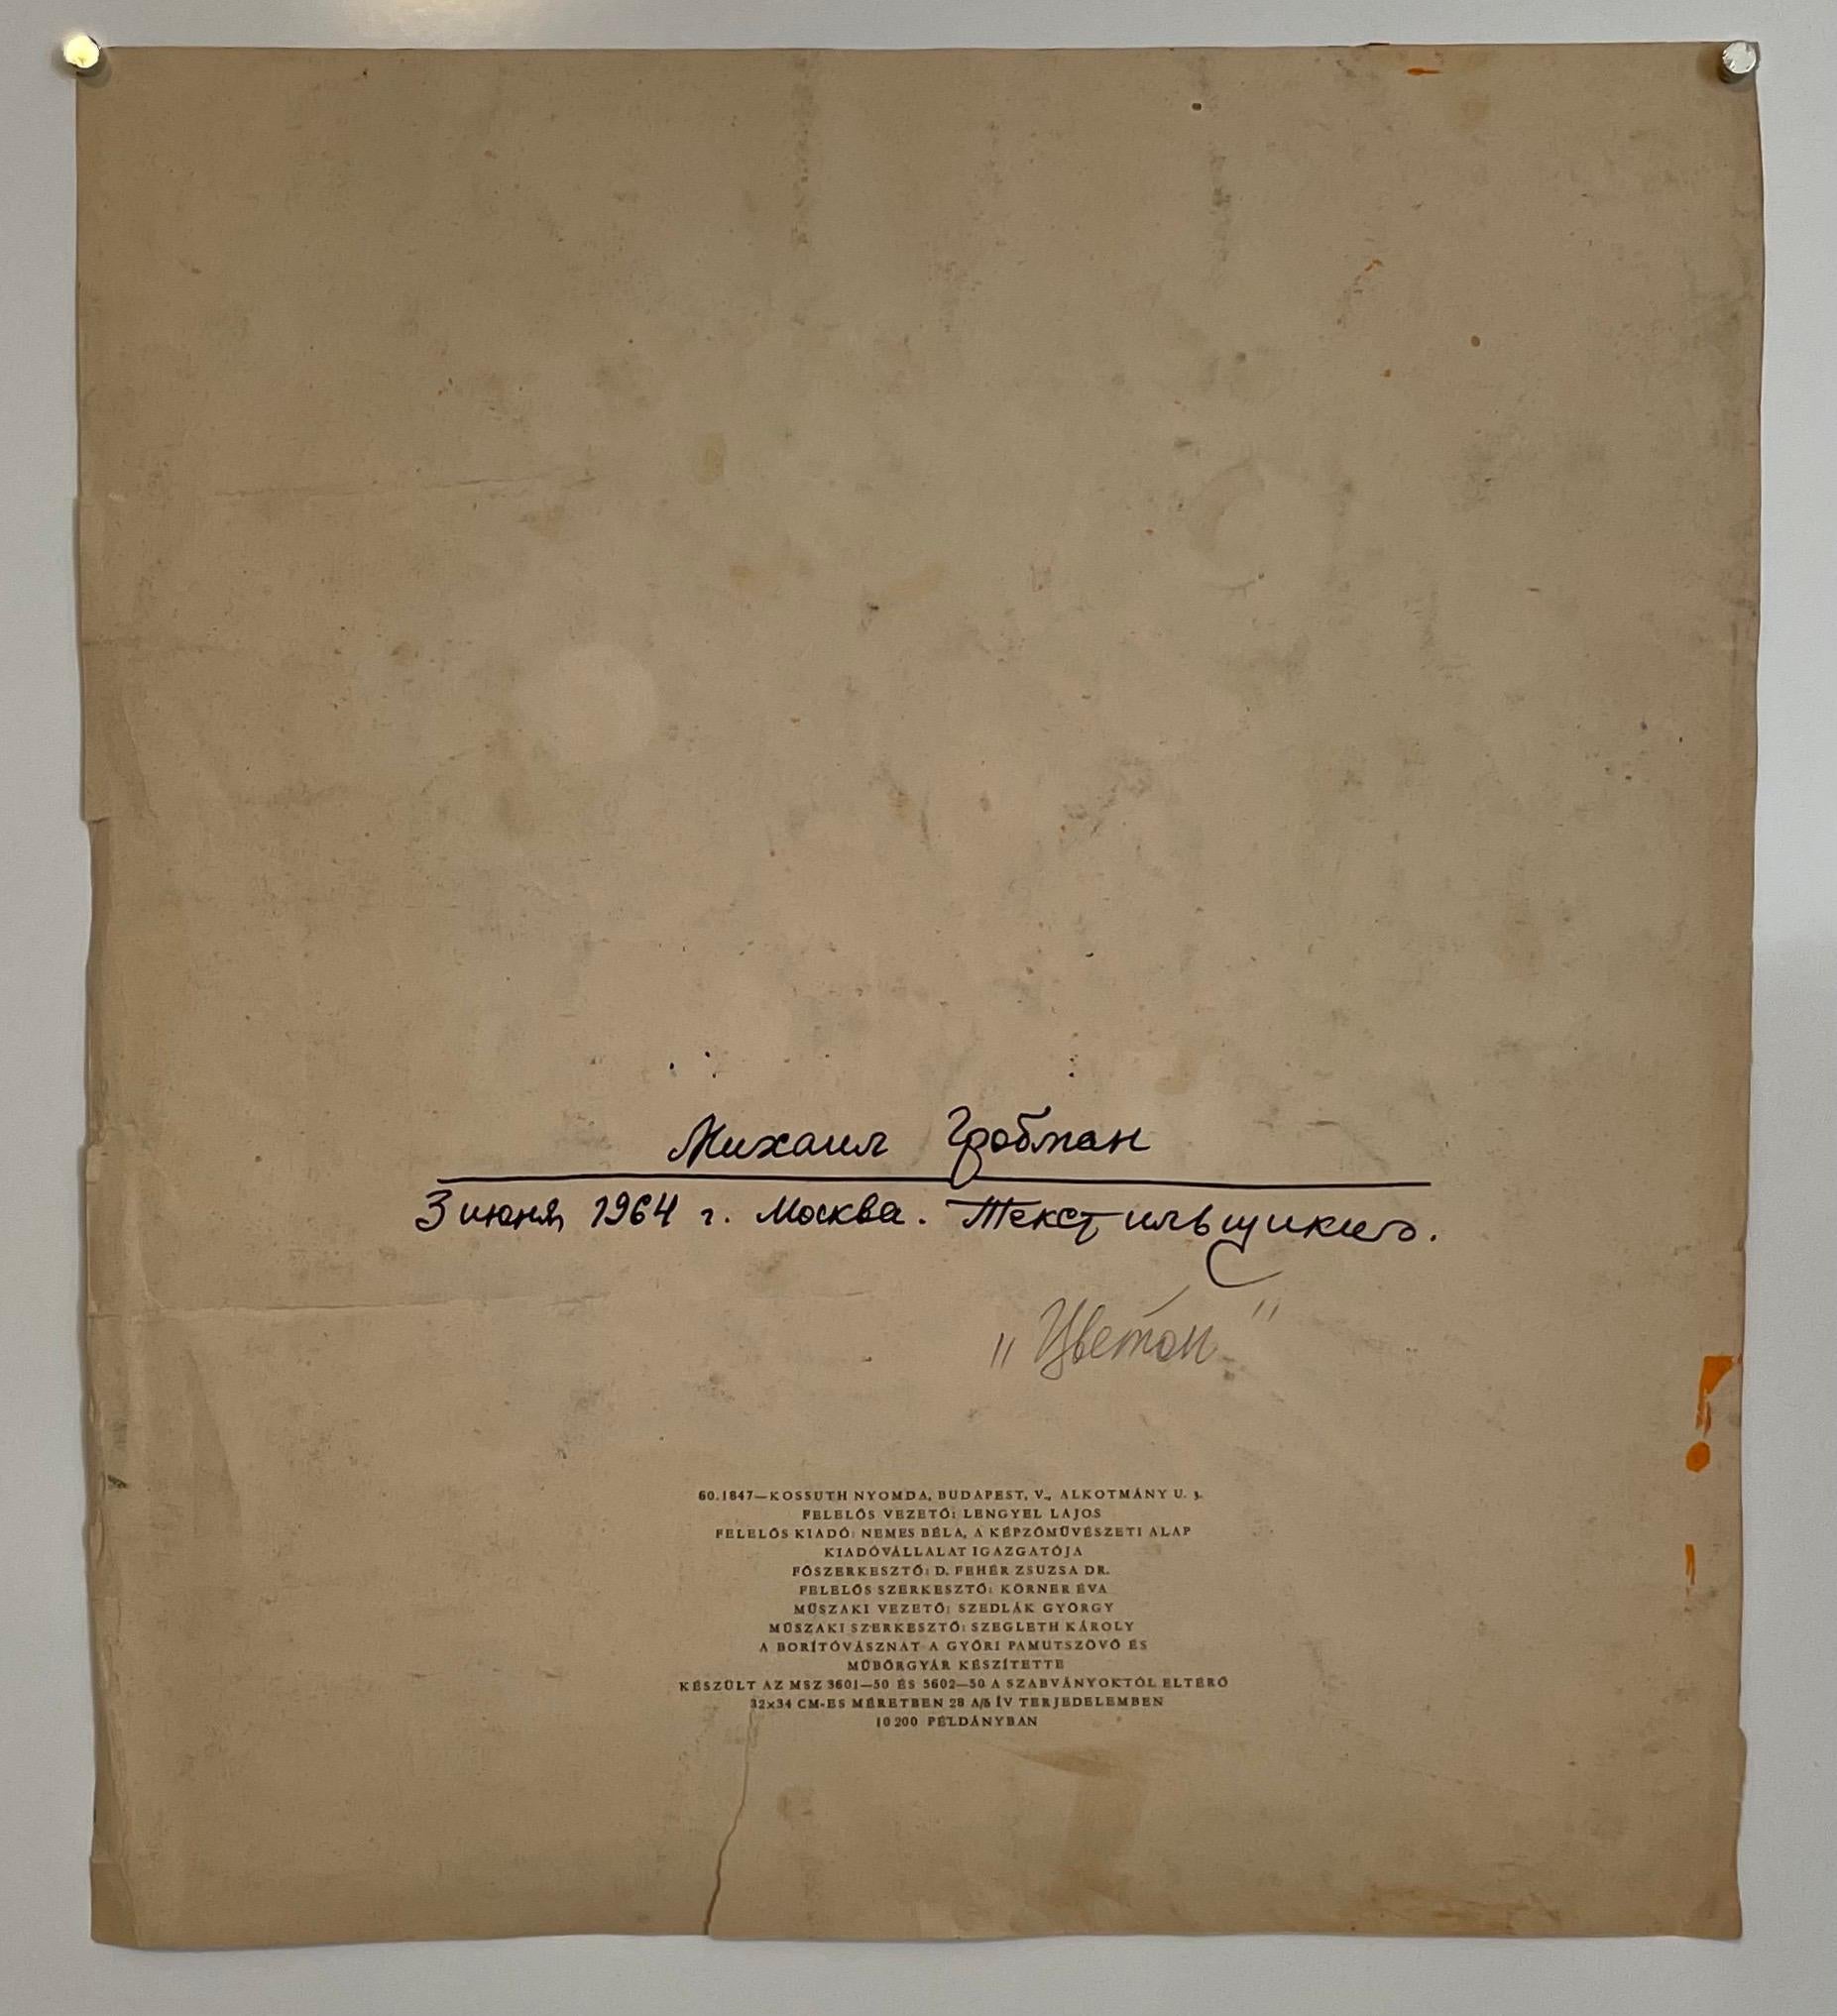 Михаил Гробман
3 июня 1964 г. Москва. Текстильщики.
"Цветок"
60.1847—KOSSUTH NYOMDA, BUDAPEST, V., ALKOTMÁNY U. 3.
FELELŐS VEZETŐ: LENGYEL LAJOS
FELELŐS KIADÓ: NEMES BÉLA, A KÉPZŐMŰVÉSZETI ALAP
KIADÓVÁLLALAT IGAZGATÓJA
FŐSZERKESZTŐ: D. FEHÉR ZSUZSA DR.
FELELŐS SZERKESZTŐ: KÖRNER ÉVA
MŰSZAKI VEZETŐ: SZEDLÁK GYÖRGY
MŰSZAKI SZERKESZTŐ: SZEGLETH KÁROLY
A BORÍTÓVÁSZNAT A GYŐRI PAMUTSZÖVŐ ÉS
MŰBŐRGYÁR KÉSZÍTETTE
KÉSZÜLT AZ MSZ 3601—50 ÉS 5602—50 A SZABVÁNYOKTÓL ELTÉRŐ
32×34 CM-ES MÉRETBEN 28 A/5 ÍV TERJEDELEMBEN
10 200 PÉLDÁNYBAN